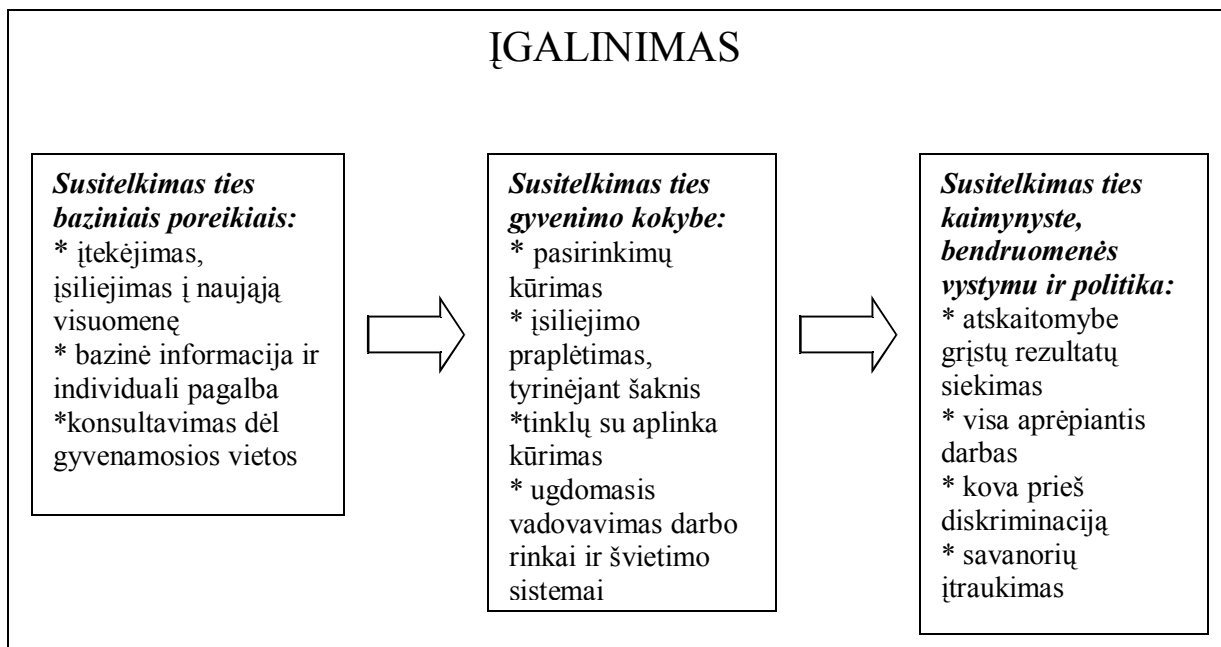 ĮGALINIMAS
Susitelkimas ties
baziniais poreikiais:
* įtekėjimas,
įsiliejimas į naująją
visuomenę
* bazinė informacija ir
individuali pagalba
*konsultavimas dėl
gyvenamosios vietos
Susitelkimas ties
gyvenimo kokybe:
* pasirinkimų
kūrimas
* įsiliejimo
praplėtimas,
tyrinėjant šaknis
*tinklų su aplinka
kūrimas
* ugdomasis
vadovavimas darbo
rinkai ir švietimo
sistemai
Susitelkimas ties
kaimynyste,
bendruomenės
vystymu ir politika:
* atskaitomybe
grįstų rezultatų
siekimas
* visa aprėpiantis
darbas
* kova prieš
diskriminaciją
* savanorių
įtraukimas